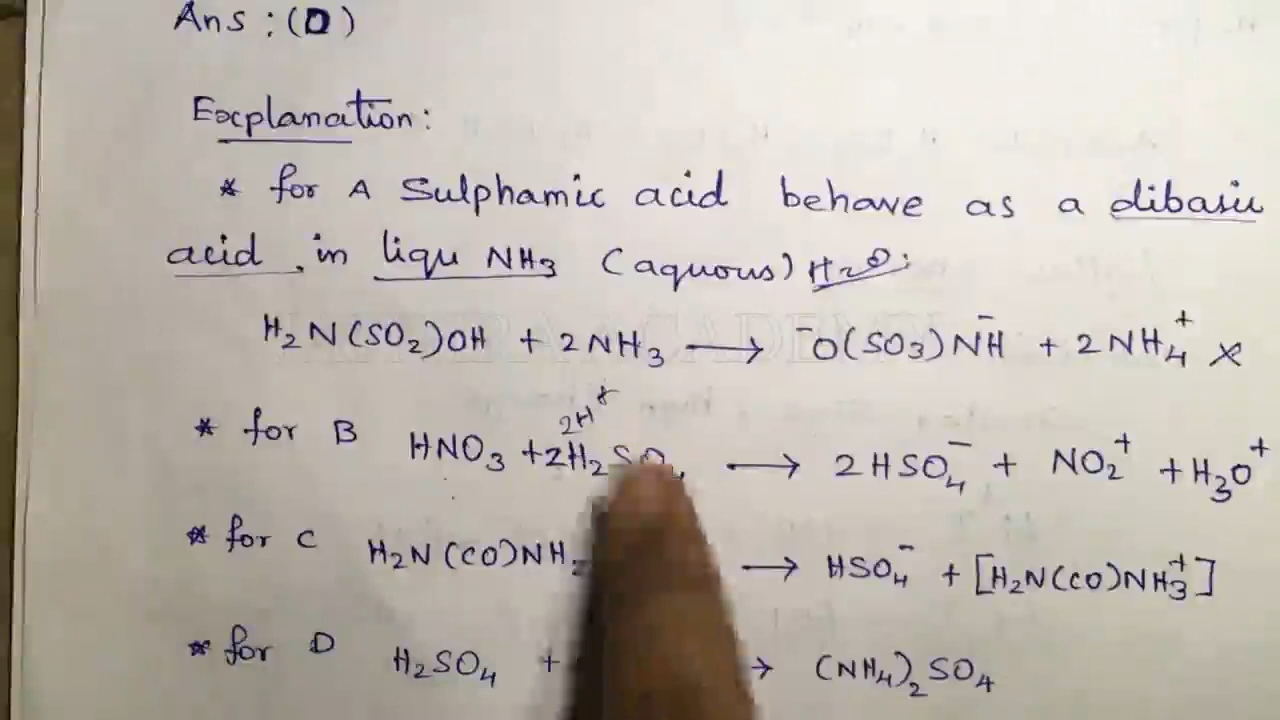 Ans : (D)
Explanation:
* for A Sulphamic acid behave as a dibasic
acid, in liqu NH3 (aquous) H2O:
H2N(SO2)OH + 2NH3 ⟶ ⁻O(SO3)N̄H + 2NH4⁺ ×
2H⁺
* for B HNO3 + 2H2SO4 ⟶ 2HSO4⁻ + NO2⁺ + H3O⁺
* for C H2N(CO)NH2 ⟶ HSO4⁻ + [H2N(CO)NH3⁺]
* for D H2SO4 + → (NH4)2SO4